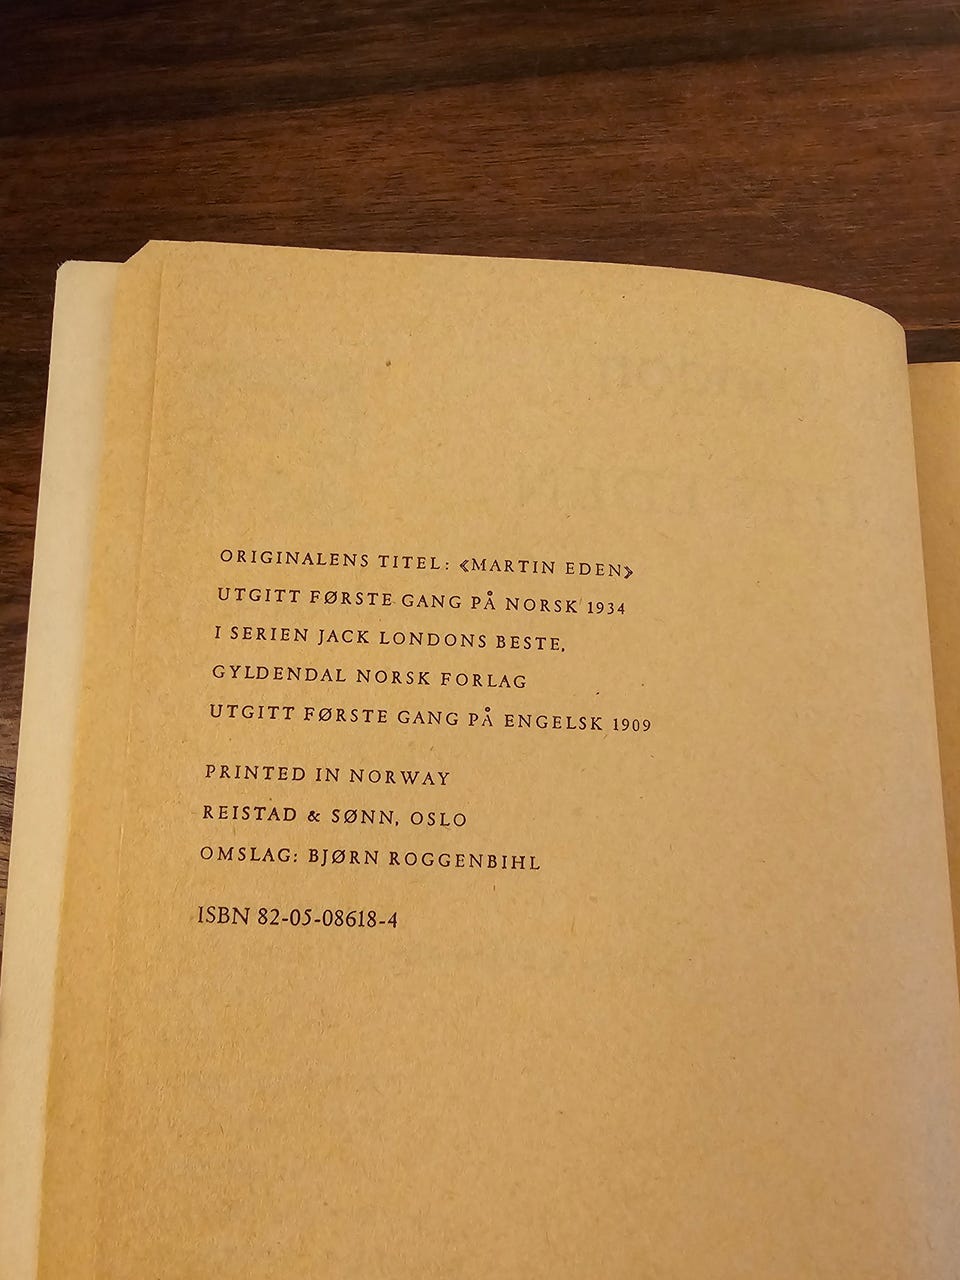 ORIGINALENS TITEL: «MARTIN EDEN»
UTGITT FØRSTE GANG PÅ NORSK 1934
I SERIEN JACK LONDONS BESTE,
GYLDENDAL NORSK FORLAG
UTGITT FØRSTE GANG PÅ ENGELSK 1909
PRINTED IN NORWAY
REISTAD & SØNN, OSLO
OMSLAG: BJØRN ROGGENBIHL
ISBN 82-05-08618-4